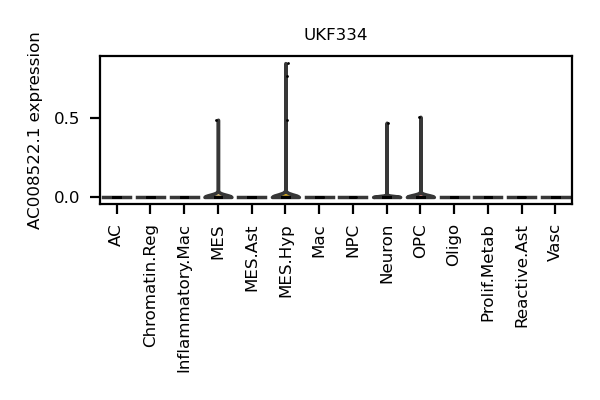 UKF334
AC008522.1 expression
0.5
0.0
AC
Chromatin.Reg
Inflammatory.Mac
MES
MES.Ast
MES.Hyp
Mac
NPC
Neuron
OPC
Oligo
Prolif.Metab
Reactive.Ast
Vasc